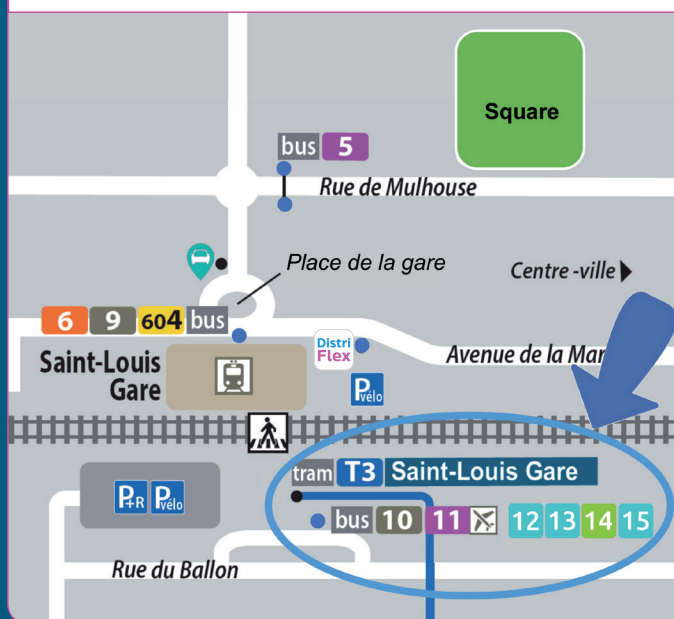 Square
bus 5
Rue de Mulhouse
Place de la gare
Centre-ville
6 9 604 bus
Distri
Flex
Saint-Louis
Gare
Avenue de la Mar
P vélo
tram T3 Saint-Louis Gare
P+R P vélo
bus 10 11 12 13 14 15
Rue du Ballon